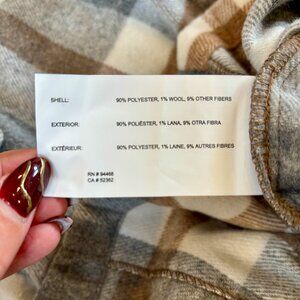 SHELL: 90% POLYESTER, 1% WOOL, 9% OTHER FIBERS
EXTERIOR: 90% POLIÉSTER, 1% LANA, 9% OTRA FIBRA
EXTÉRIEUR: 90% POLYESTER, 1% LAINE, 9% AUTRES FIBRES
RN # 94468
CA # 52362